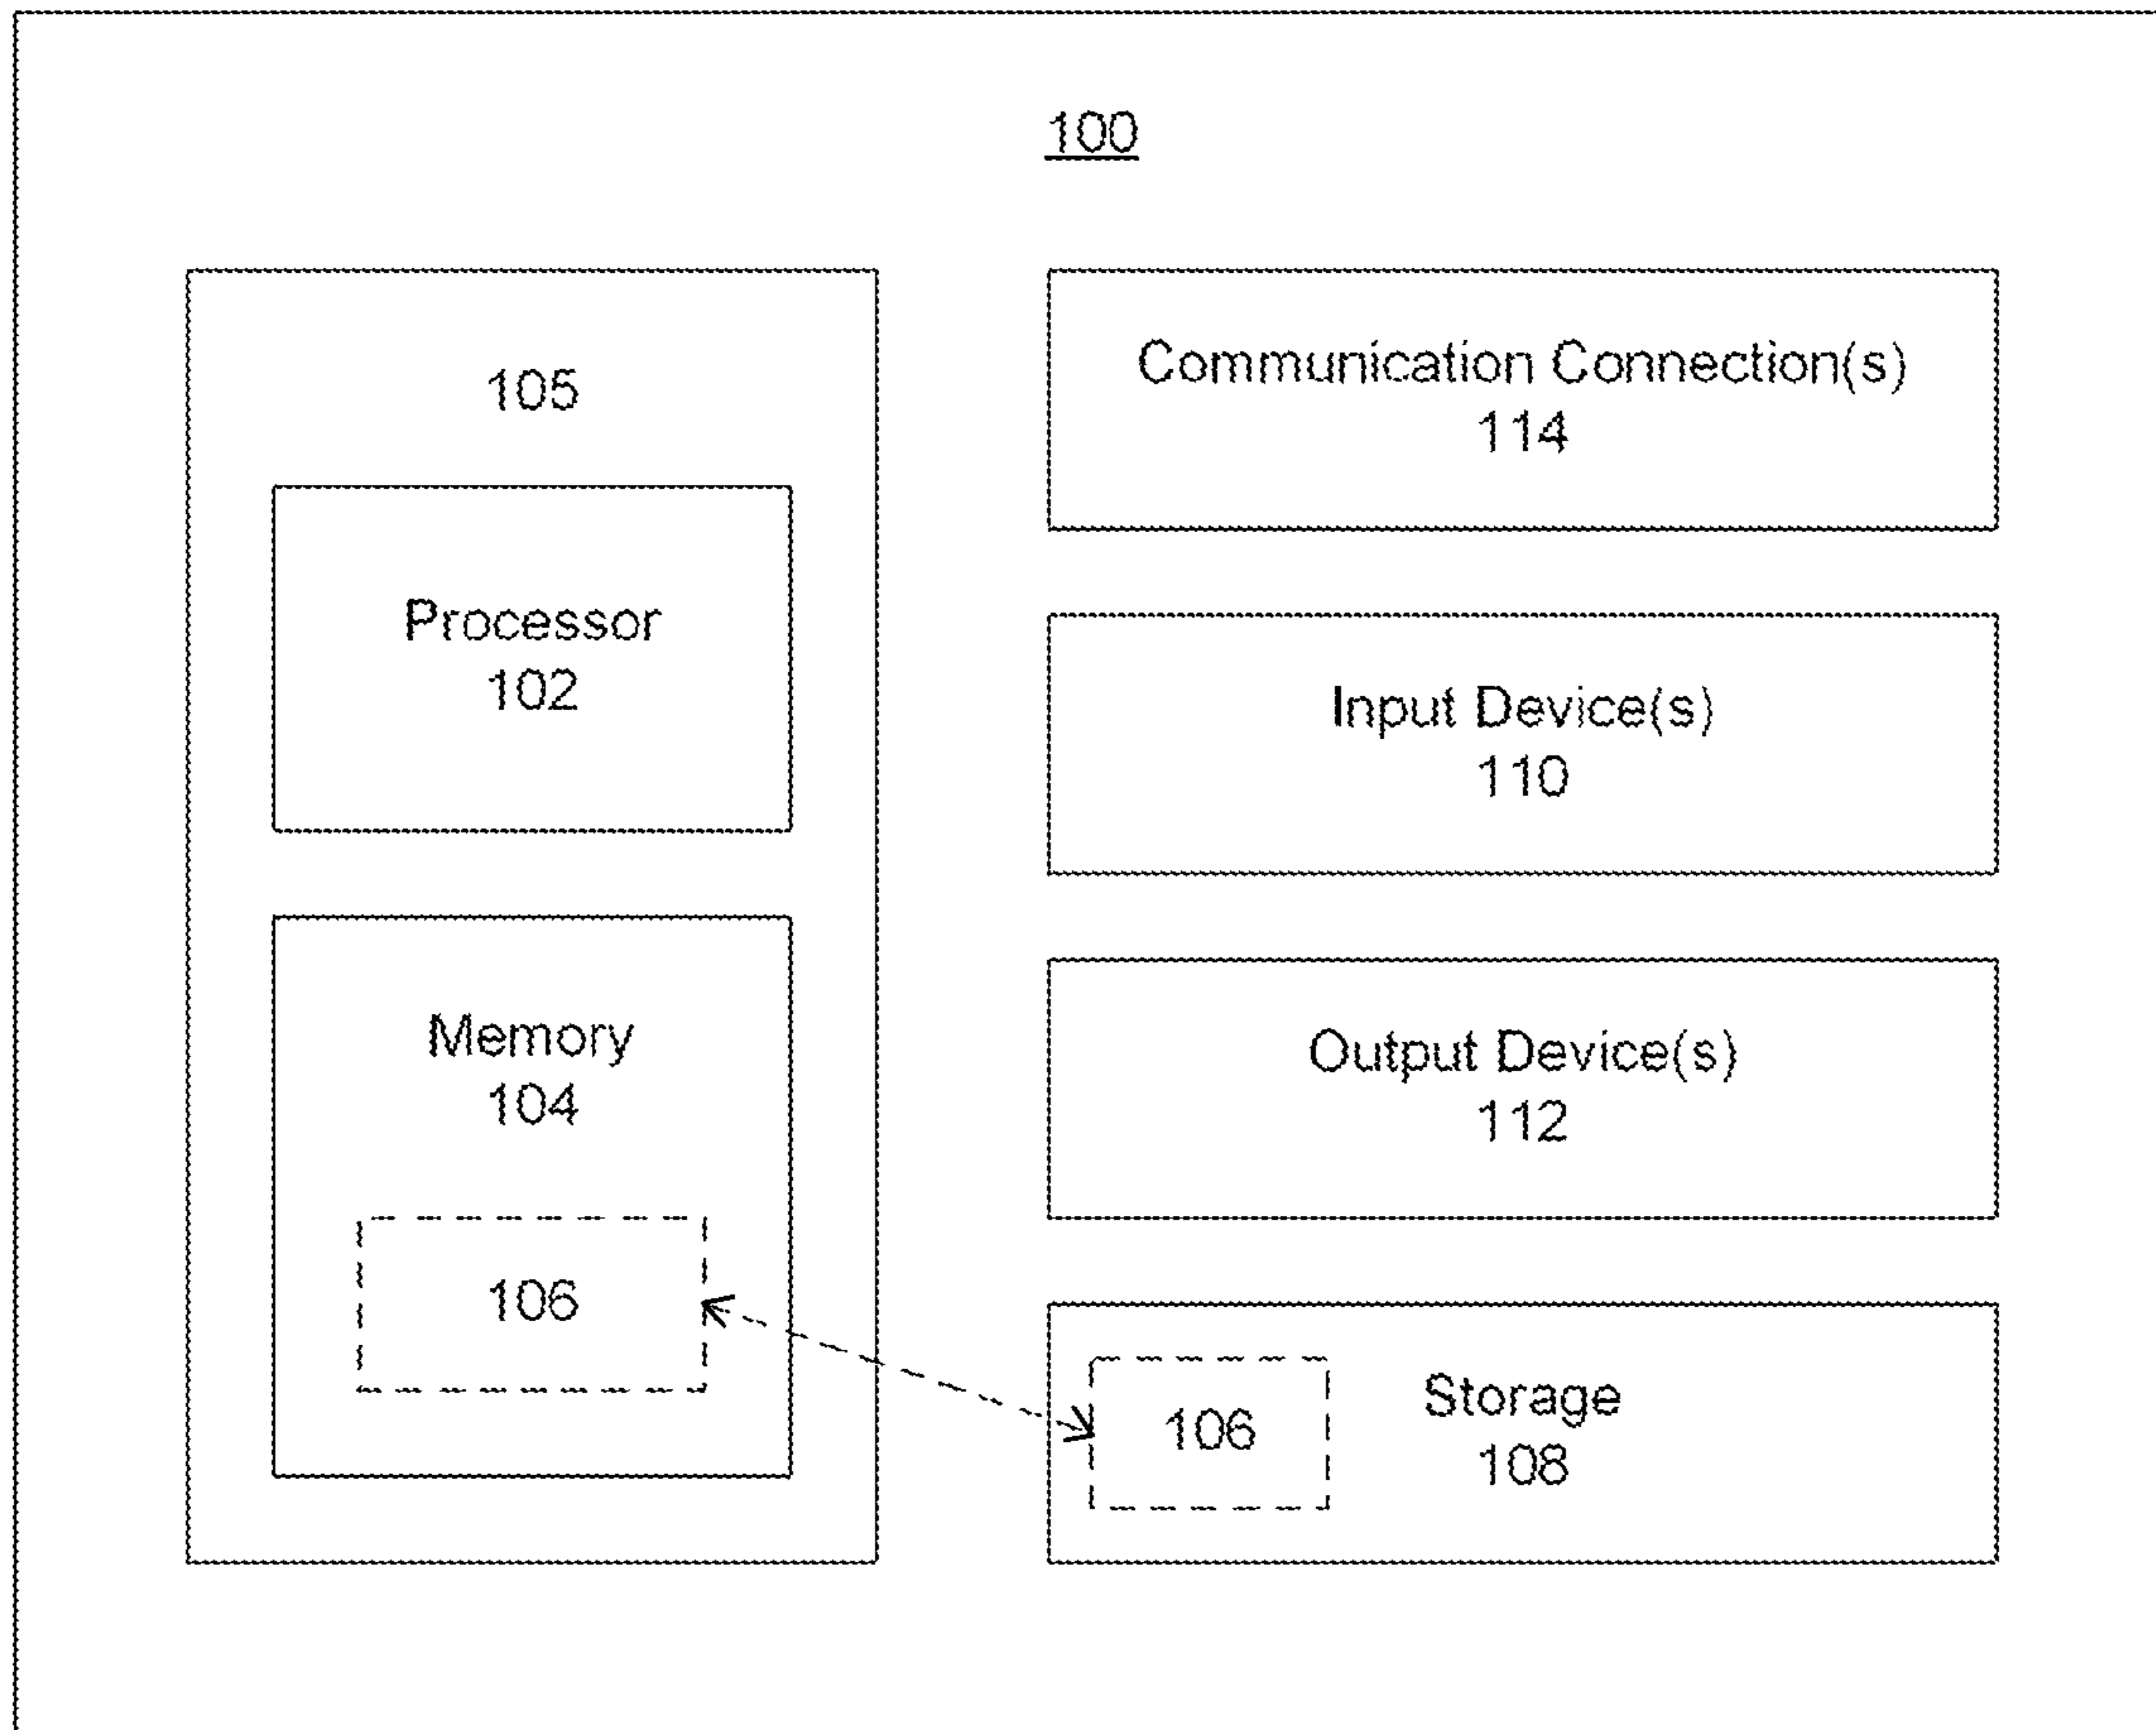 100
105
Processor
102
Memory
104
106
Communication Connection(s)
114
Input Device(s)
110
Output Device(s)
112
Storage
108
106